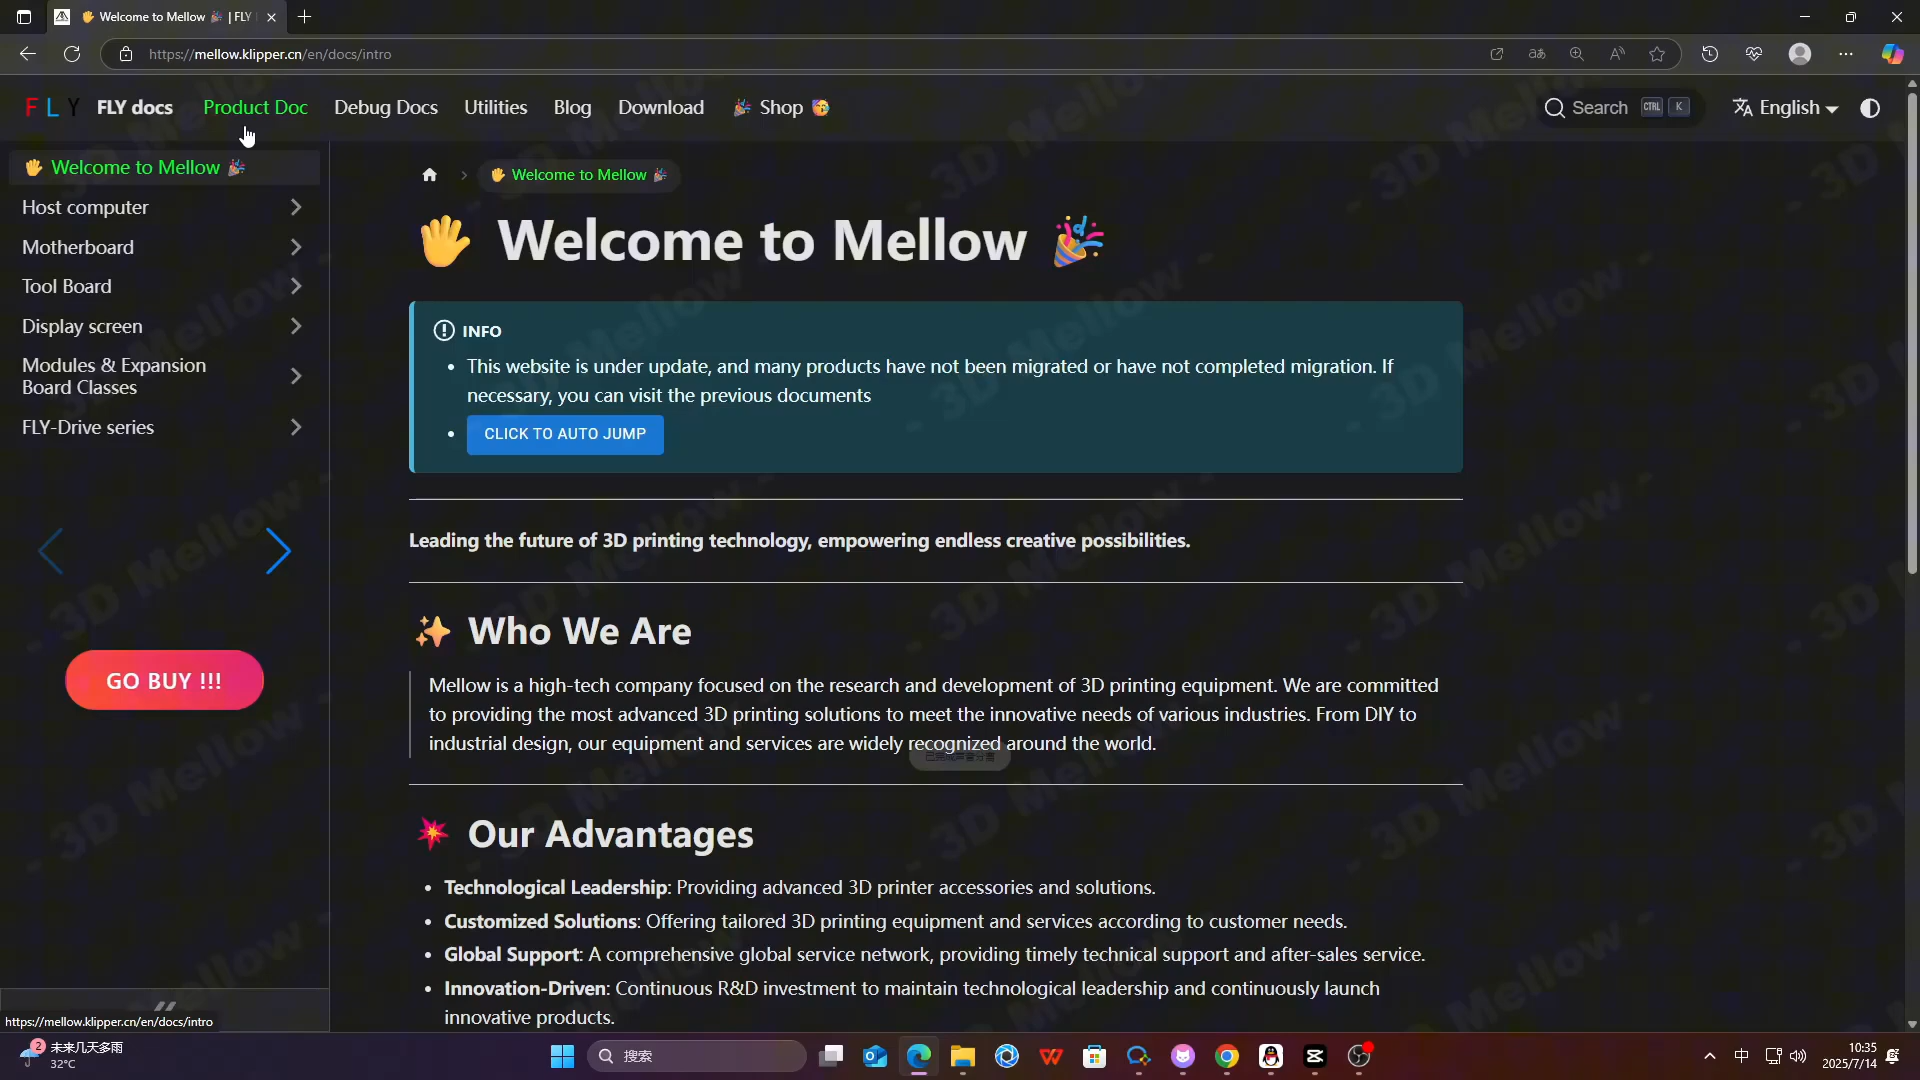 Welcome to Mellow | FLY
https://mellow.klipper.cn/en/docs/intro
FLY
FLY docs
Product Doc
Debug Docs
Utilities
Blog
Download
Shop
Search
CTRL K
English
Welcome to Mellow
Host computer
Motherboard
Tool Board
Display screen
Modules & Expansion
Board Classes
FLY-Drive series
GO BUY !!!
Welcome to Mellow
Welcome to Mellow
INFO
This website is under update, and many products have not been migrated or have not completed migration. If
necessary, you can visit the previous documents
CLICK TO AUTO JUMP
Leading the future of 3D printing technology, empowering endless creative possibilities.
Who We Are
Mellow is a high-tech company focused on the research and development of 3D printing equipment. We are committed
to providing the most advanced 3D printing solutions to meet the innovative needs of various industries. From DIY to
industrial design, our equipment and services are widely recognized around the world.
Our Advantages
Technological Leadership: Providing advanced 3D printer accessories and solutions.
Customized Solutions: Offering tailored 3D printing equipment and services according to customer needs.
Global Support: A comprehensive global service network, providing timely technical support and after-sales service.
Innovation-Driven: Continuous R&D investment to maintain technological leadership and continuously launch
innovative products.
- 3D Mellow -
https://mellow.klipper.cn/en/docs/intro
2
未来几天多雨
32°C
搜索
中
10:35
2025/7/14